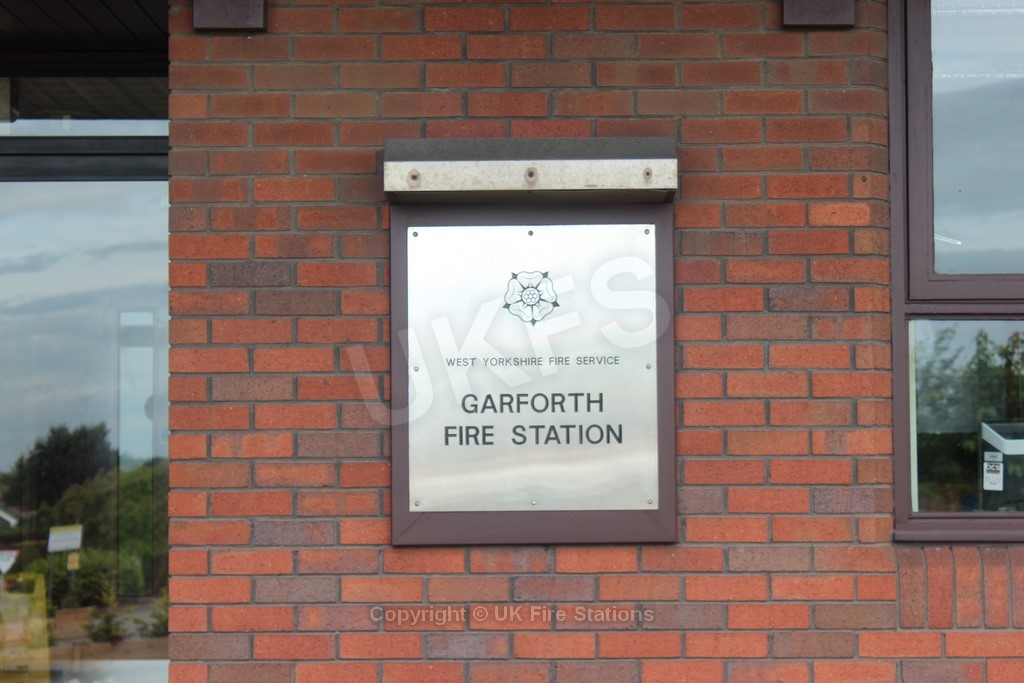 UKFS
WEST YORKSHIRE FIRE SERVICE
GARFORTH
FIRE STATION
Copyright © UK Fire Stations